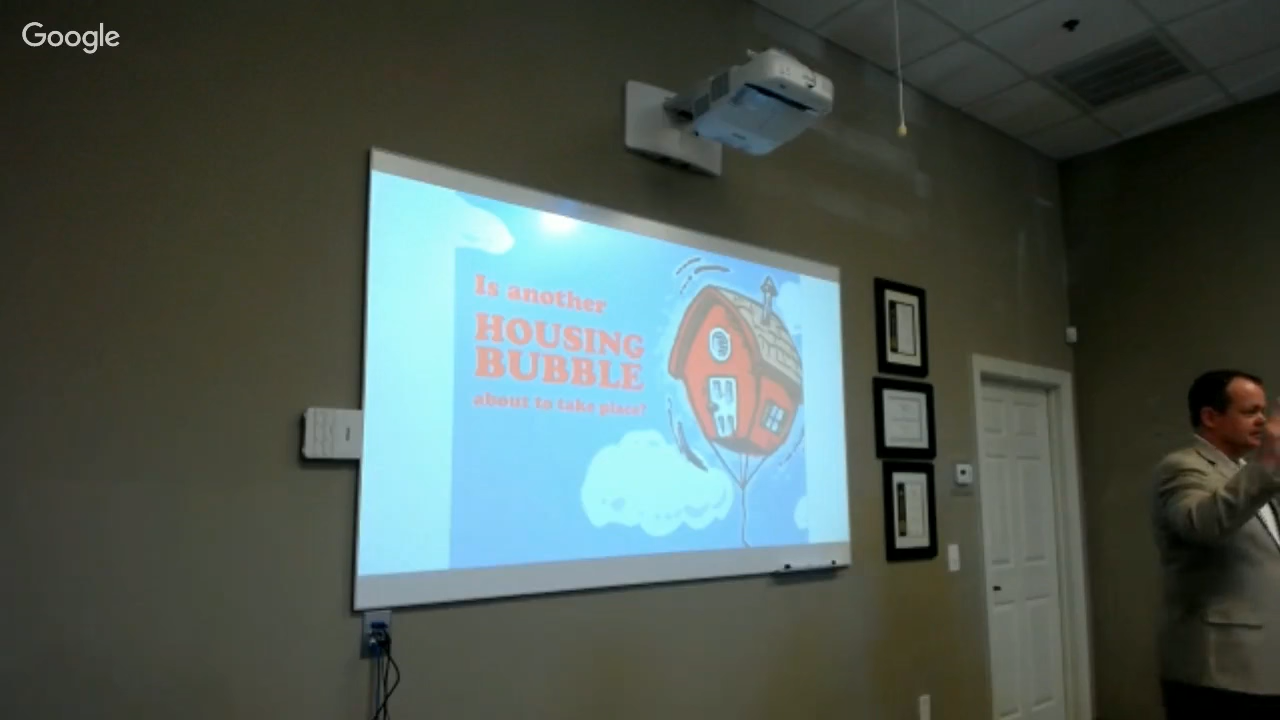 Google
Is another
HOUSING
BUBBLE
about to take place?